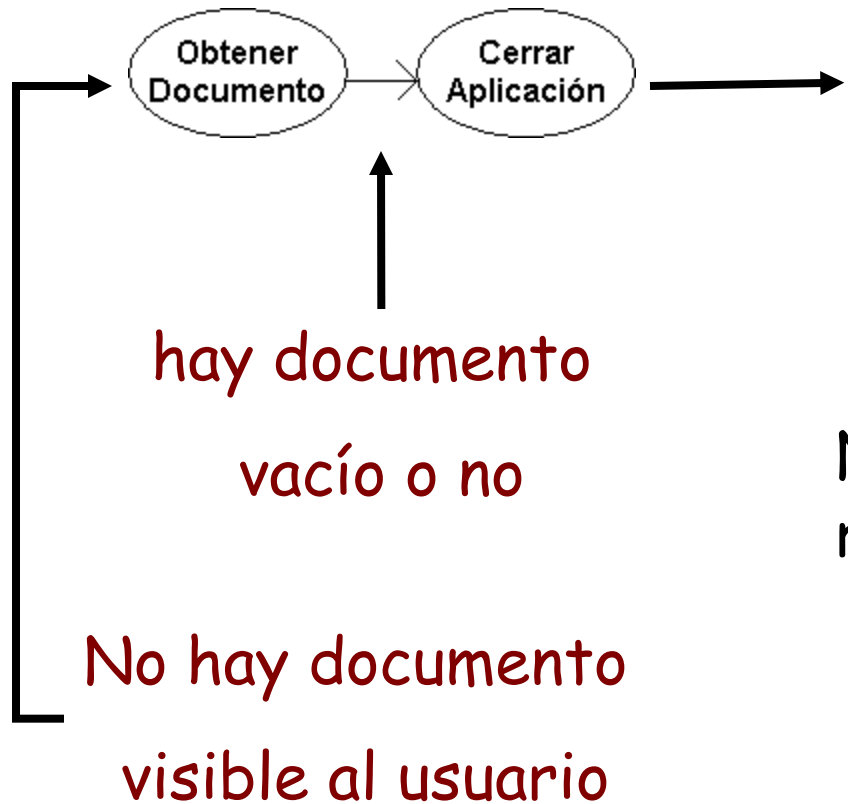 Obtener
Documento
Cerrar
Aplicación
hay documento
vacío o no
No hay documento
visible al usuario